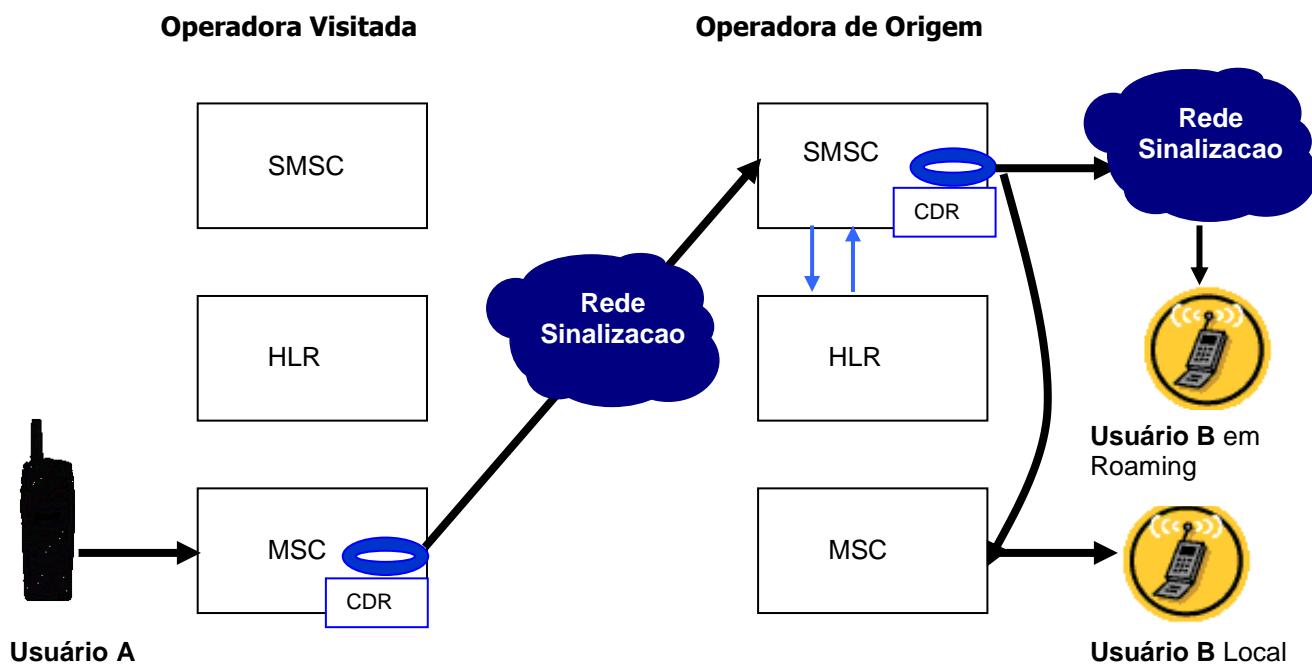 Operadora Visitada
Operadora de Origem
SMSC
SMSC
CDR
Rede
Sinalizacao
Rede
Sinalizacao
HLR
HLR
Usuário B em
Roaming
MSC
CDR
MSC
Usuário A
Usuário B Local